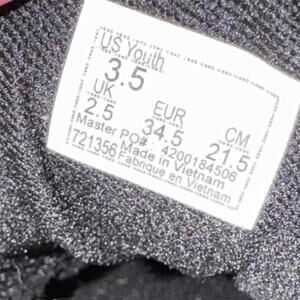 US Youth
3.5
UK EUR CM
2.5 34.5 21.5
Master PO# - 4200184506
721356 Made in Vietnam
Fabrique en Vietnam